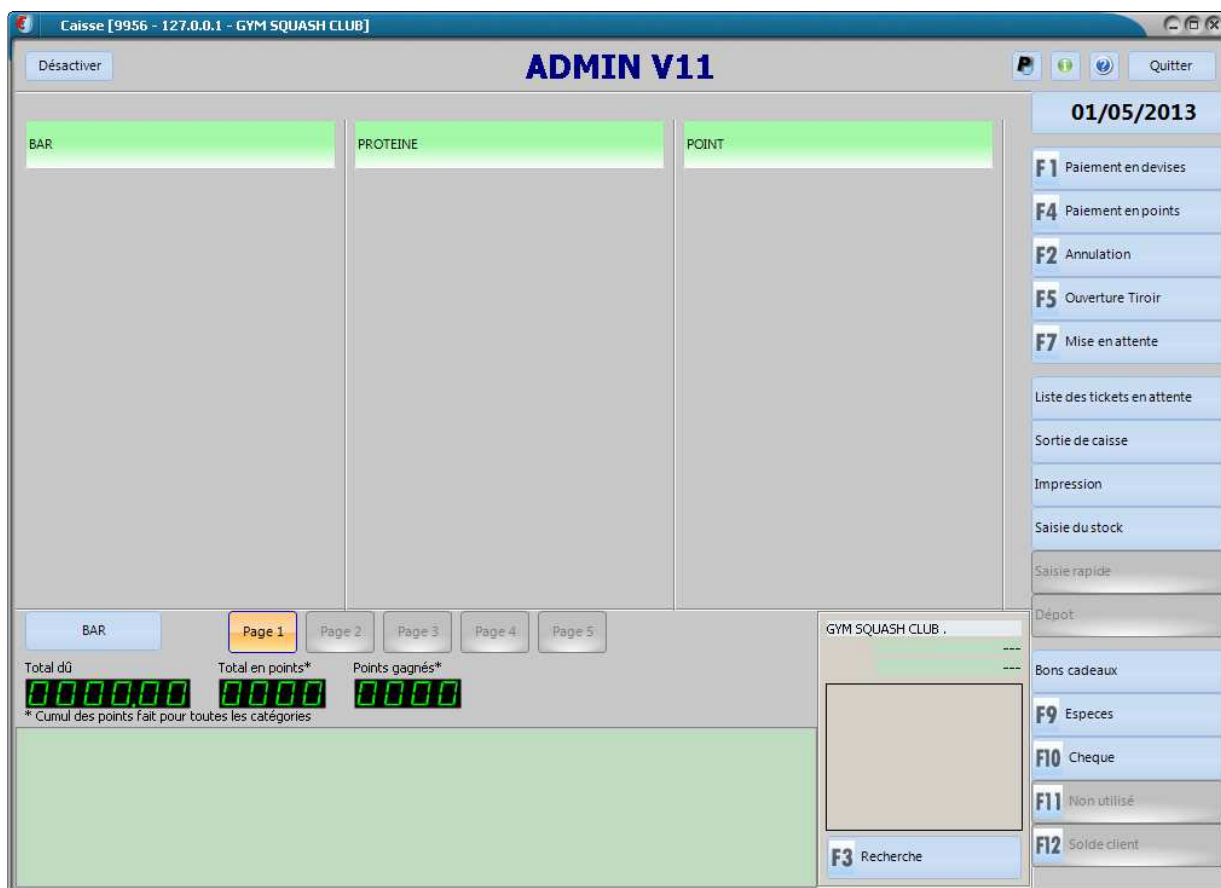 Caisse [9956 - 127.0.0.1 - GYM SQUASH CLUB]
Désactiver
ADMIN V11
Quitter
01/05/2013
BAR
PROTEINE
POINT
F1 Paiement en devises
F4 Paiement en points
F2 Annulation
F5 Ouverture Tiroir
F7 Mise en attente
Liste des tickets en attente
Sortie de caisse
Impression
Saisie du stock
Saisie rapide
Dépot
BAR
Page 1
Page 2
Page 3
Page 4
Page 5
GYM SQUASH CLUB .
---
---
Total dû
Total en points*
Points gagnés*
0000,00
0000
0000
* Cumul des points fait pour toutes les catégories
Bons cadeaux
F9 Especes
F10 Cheque
F11 Non utilisé
F12 Solde client
F3 Recherche